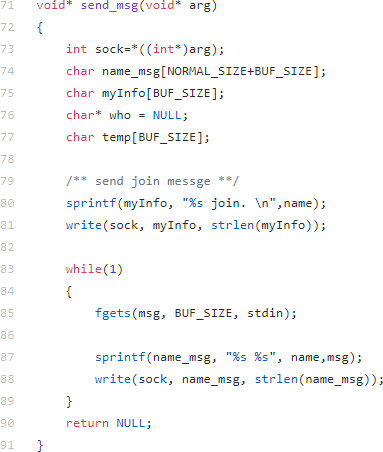 71 void* send_msg(void* arg)
72 {
73 int sock=*((int*)arg);
74 char name_msg[NORMAL_SIZE+BUF_SIZE];
75 char myInfo[BUF_SIZE];
76 char* who = NULL;
77 char temp[BUF_SIZE];
78
79 /** send join messge **/
80 sprintf(myInfo, "%s join. \n",name);
81 write(sock, myInfo, strlen(myInfo));
82
83 while(1)
84 {
85 fgets(msg, BUF_SIZE, stdin);
86
87 sprintf(name_msg, "%s %s", name,msg);
88 write(sock, name_msg, strlen(name_msg));
89 }
90 return NULL;
91 }